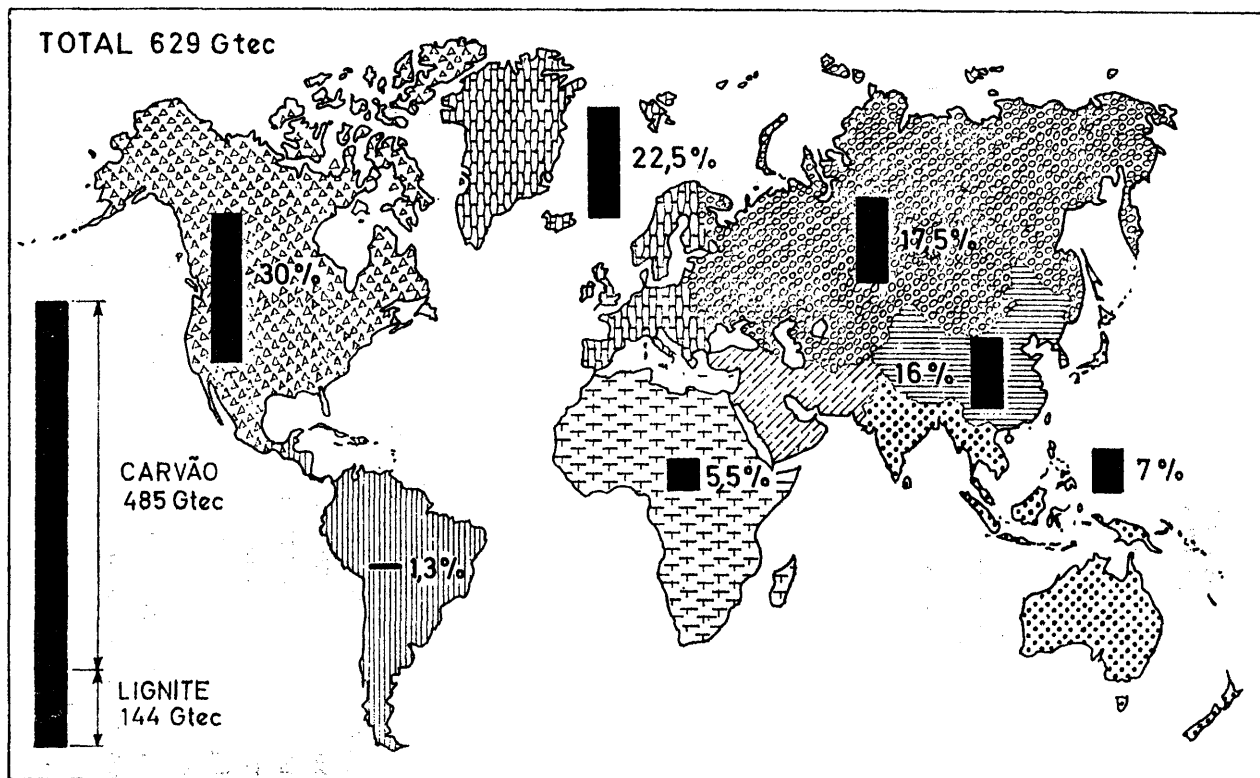 TOTAL 629 Gtec
22,5%
17,5%
30%
16%
CARVÃO
485 Gtec
5,5%
7%
1,3%
LIGNITE
144 Gtec